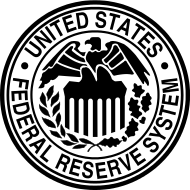 UNITED STATES
FEDERAL RESERVE SYSTEM